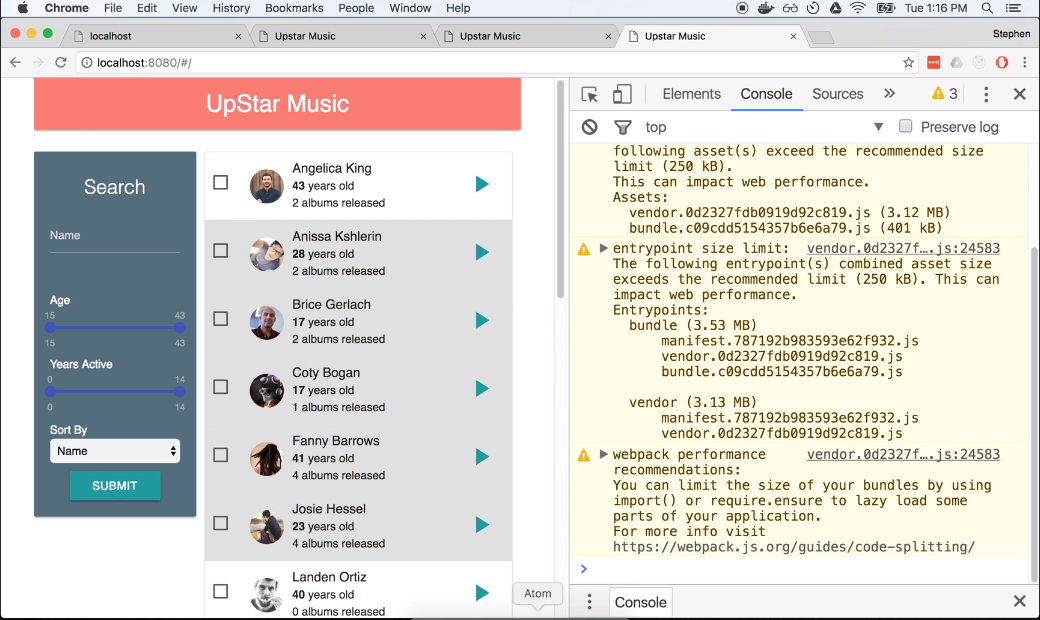 Chrome File Edit View History Bookmarks People Window Help Tue 1:16 PM
localhost
Upstar Music
Upstar Music
Upstar Music
Stephen
localhost:8080/#/
UpStar Music
Search
Name
Age
15 43
15 43
Years Active
0 14
0 14
Sort By
Name
SUBMIT
Angelica King
43 years old
2 albums released
Anissa Kshlerin
28 years old
2 albums released
Brice Gerlach
17 years old
2 albums released
Coty Bogan
17 years old
1 albums released
Fanny Barrows
41 years old
4 albums released
Josie Hessel
23 years old
4 albums released
Landen Ortiz
40 years old
0 albums released
Atom
Elements Console Sources » 3
top Preserve log
following asset(s) exceed the recommended size
limit (250 kB).
This can impact web performance.
Assets:
vendor.0d2327fdb0919d92c819.js (3.12 MB)
bundle.c09cdd5154357b6e6a79.js (401 kB)
entrypoint size limit: vendor.0d2327f….js:24583
The following entrypoint(s) combined asset size
exceeds the recommended limit (250 kB). This can
impact web performance.
Entrypoints:
bundle (3.53 MB)
manifest.787192b983593e62f932.js
vendor.0d2327fdb0919d92c819.js
bundle.c09cdd5154357b6e6a79.js
vendor (3.13 MB)
manifest.787192b983593e62f932.js
vendor.0d2327fdb0919d92c819.js
webpack performance vendor.0d2327f….js:24583
recommendations:
You can limit the size of your bundles by using
import() or require.ensure to lazy load some
parts of your application.
For more info visit
https://webpack.js.org/guides/code-splitting/
Console